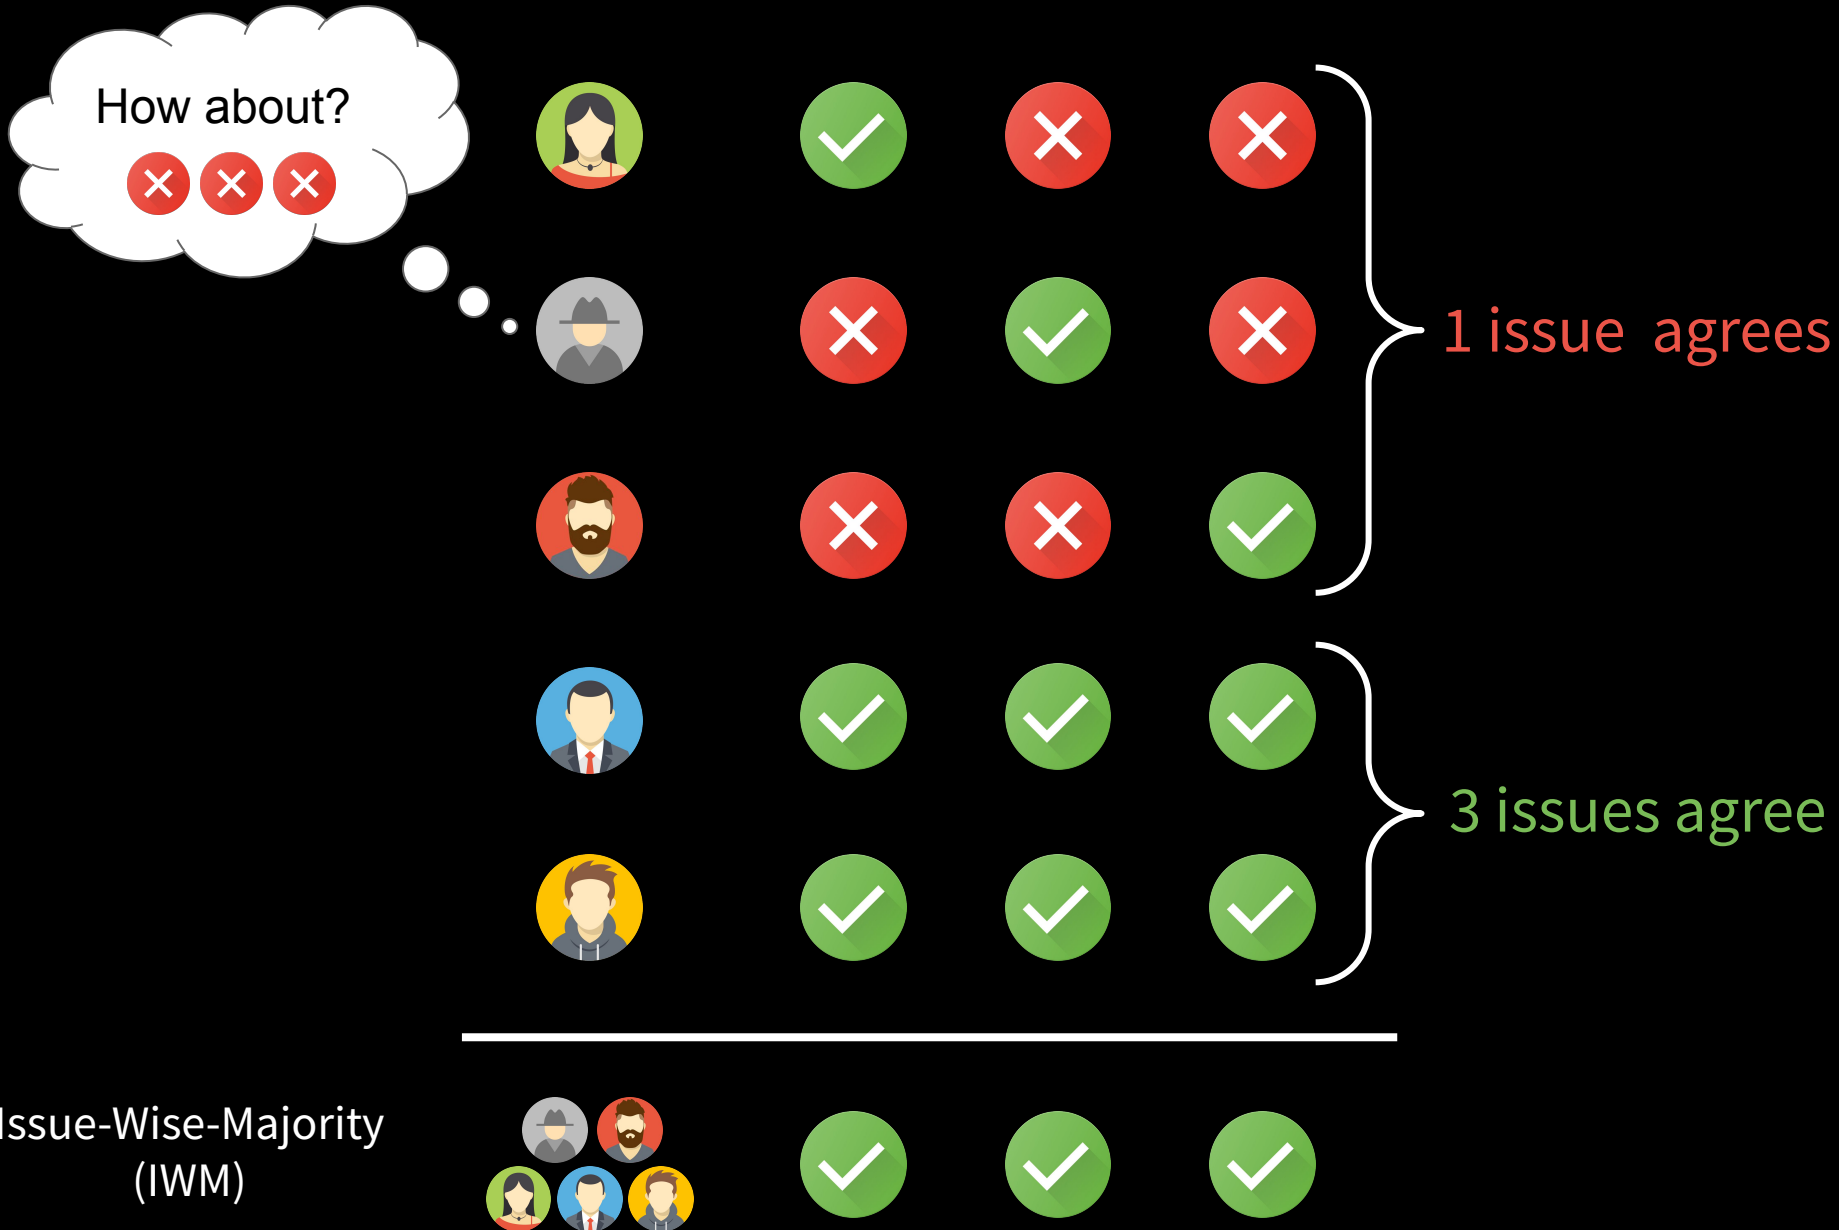 How about?
1 issue agrees
3 issues agree
Issue-Wise-Majority
(IWM)